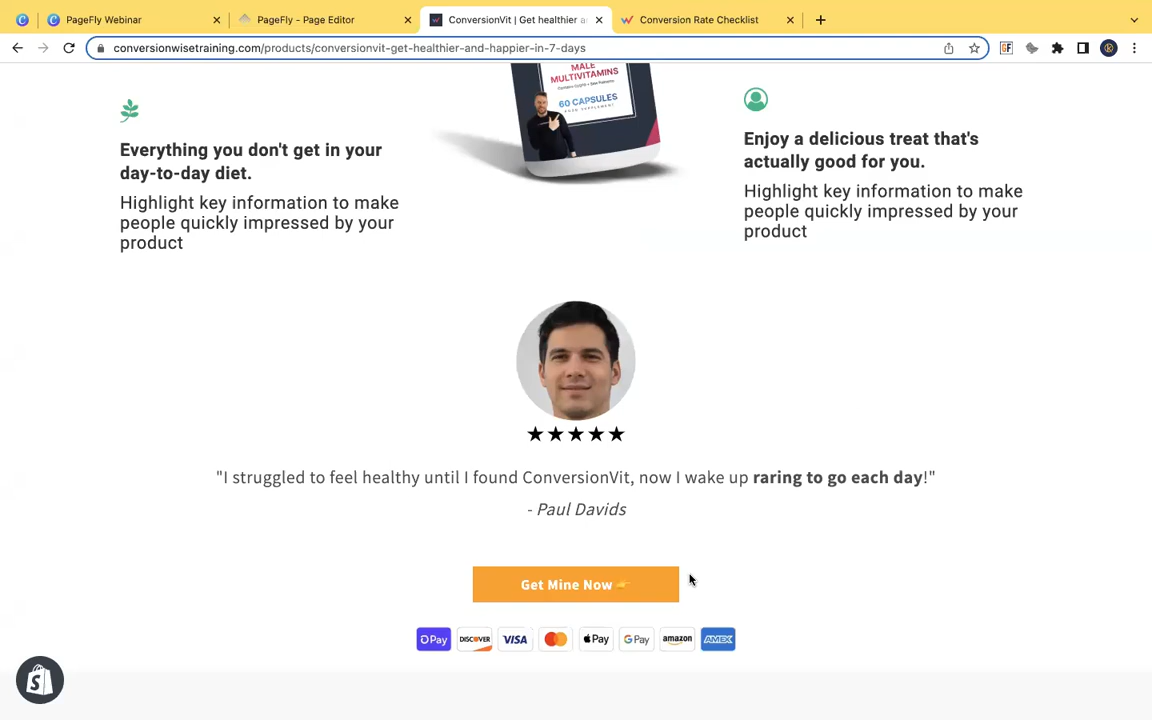 PageFly Webinar
PageFly - Page Editor
ConversionVit | Get healthier a
Conversion Rate Checklist
conversionwisetraining.com/products/conversionvit-get-healthier-and-happier-in-7-days
MALE
MULTIVITAMINS
60 CAPSULES
Everything you don't get in your
day-to-day diet.
Highlight key information to make
people quickly impressed by your
product
Enjoy a delicious treat that's
actually good for you.
Highlight key information to make
people quickly impressed by your
product
★★★★★
"I struggled to feel healthy until I found ConversionVit, now I wake up raring to go each day!"
- Paul Davids
Get Mine Now 👉
Pay DISCOVER VISA Pay G Pay amazon AMEX